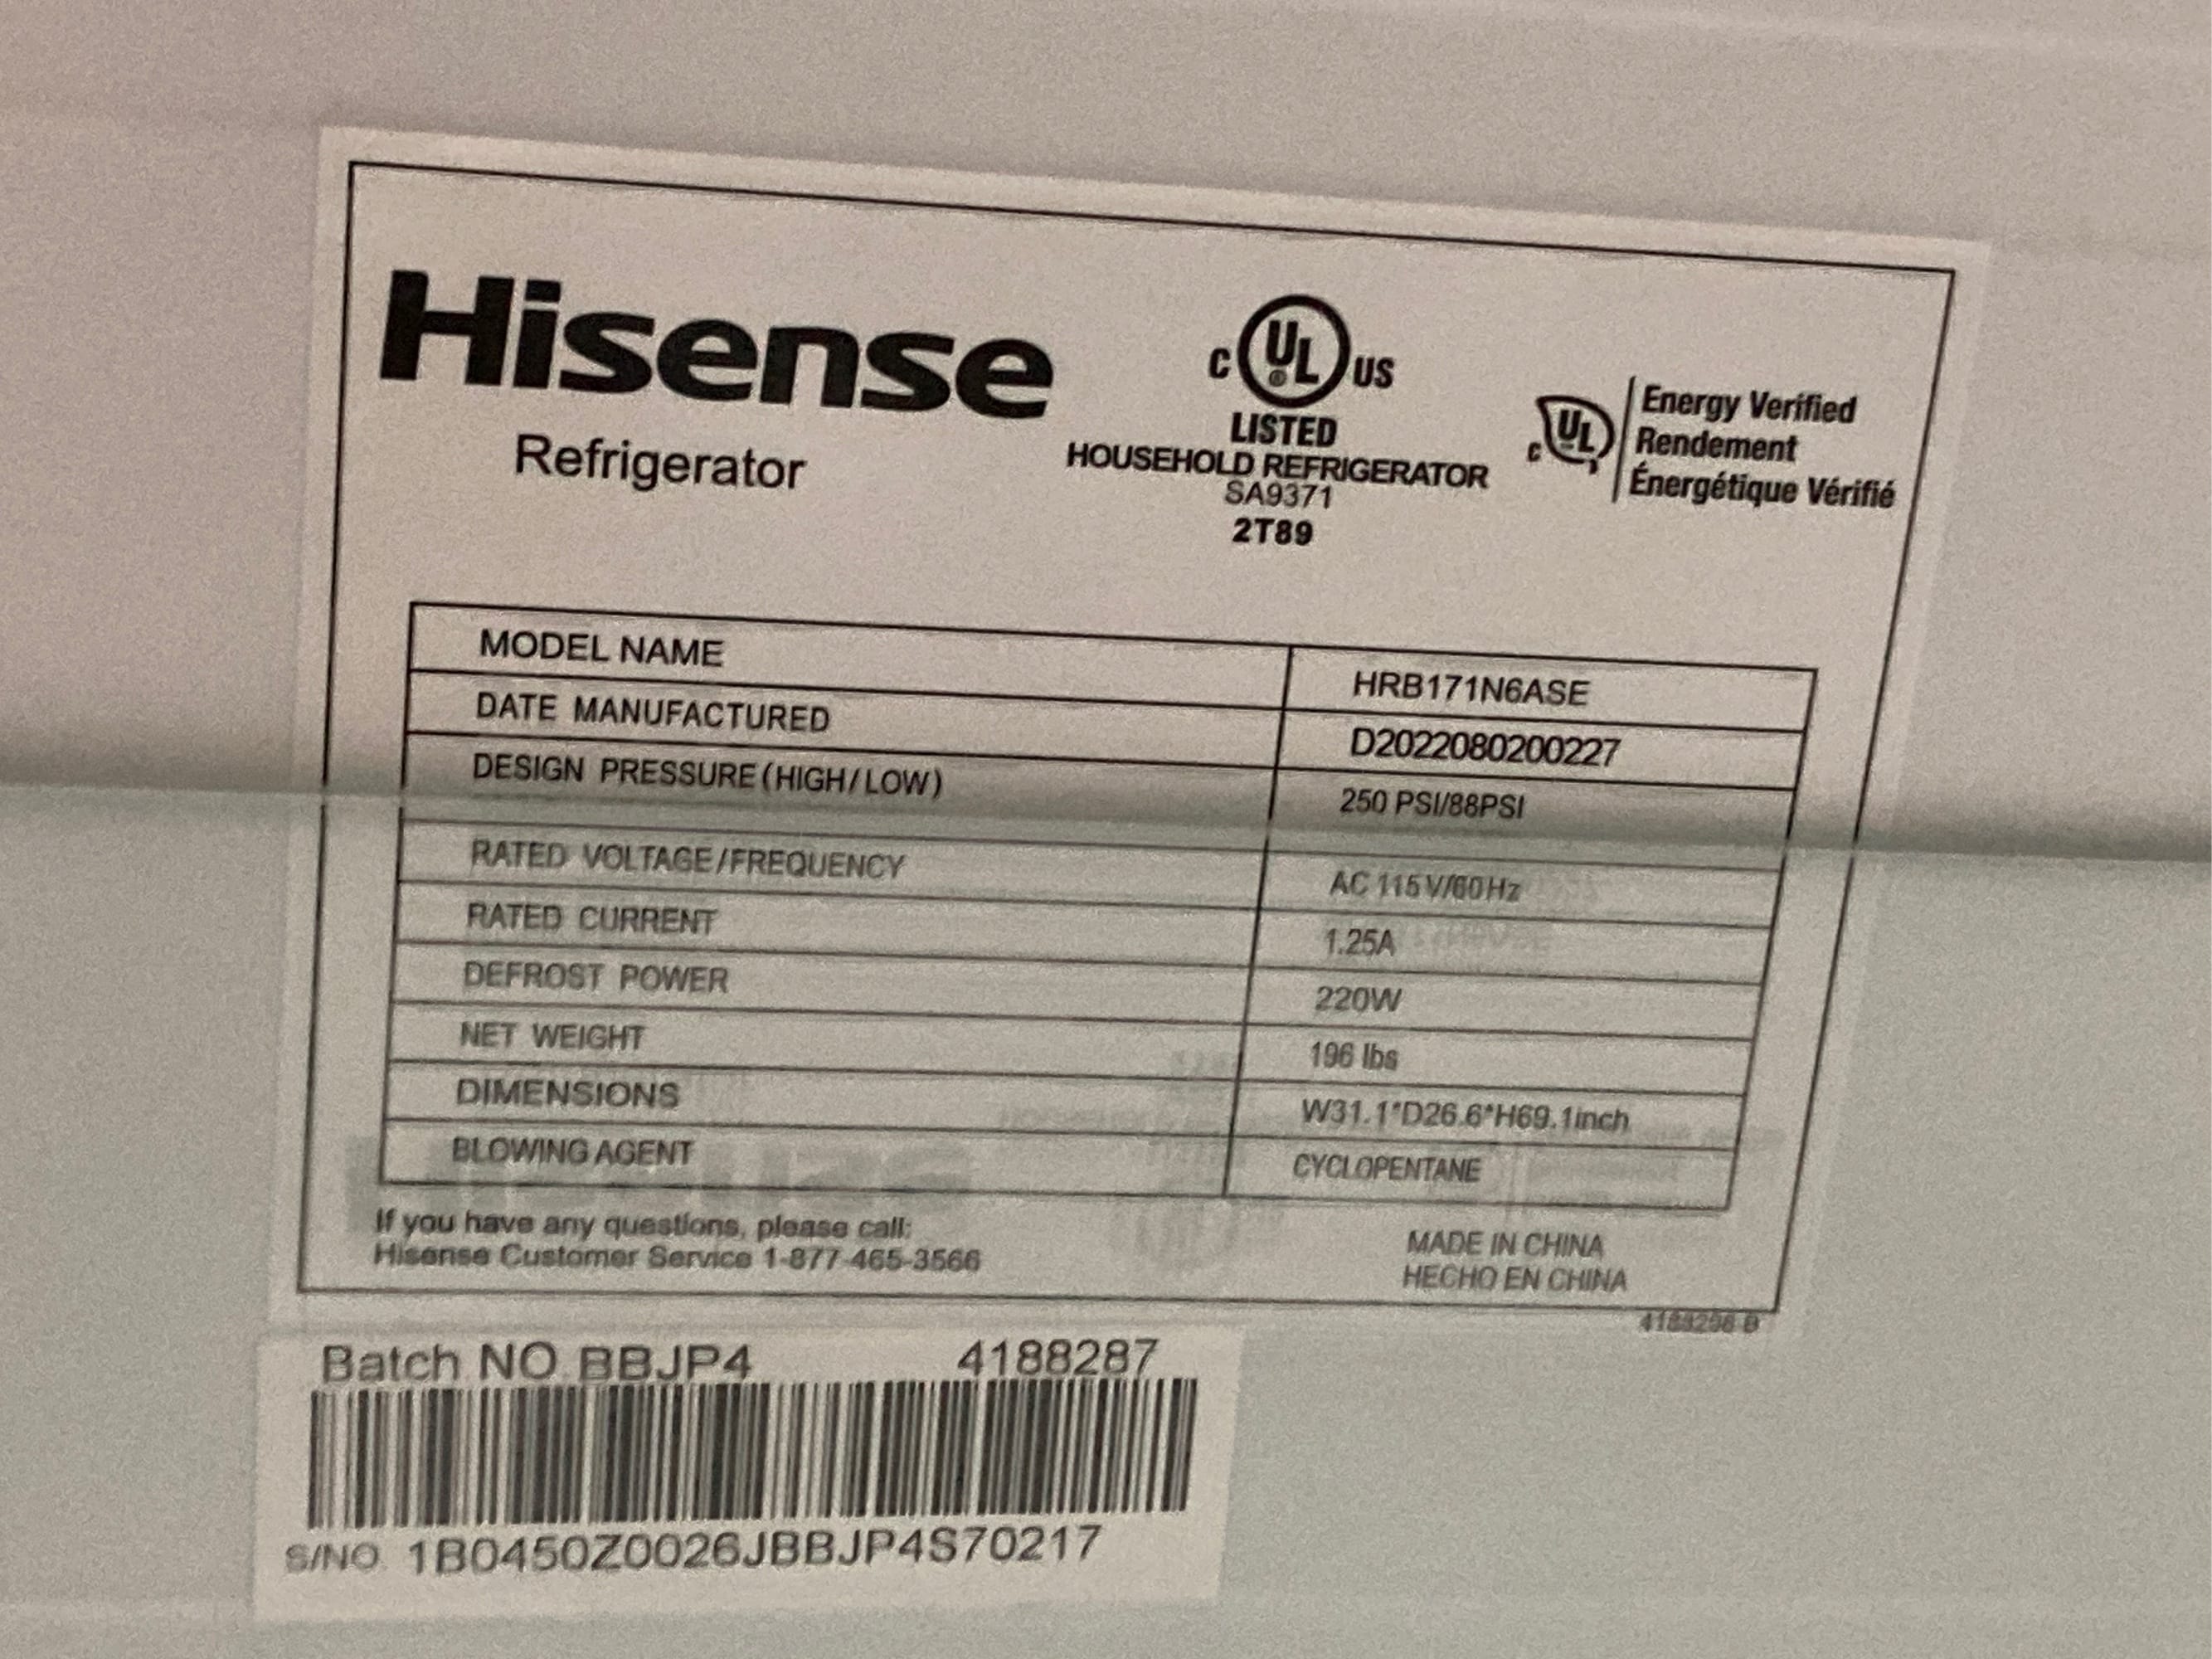 Hisense
Refrigerator
C UL US
LISTED
HOUSEHOLD REFRIGERATOR
SA9371
2T89
C UL
Energy Verified
Rendement
Énergétique Vérifié
MODEL NAME HRB171N6ASE
DATE MANUFACTURED D2022080200227
DESIGN PRESSURE(HIGH/LOW) 250 PSI/88PSI
RATED VOLTAGE/FREQUENCY AC 115V/60Hz
RATED CURRENT 1.25A
DEFROST POWER 220W
NET WEIGHT 196 lbs
DIMENSIONS W31.1*D26.6*H69.1inch
BLOWING AGENT CYCLOPENTANE
If you have any questions, please call:
Hisense Customer Service 1-877-465-3566
MADE IN CHINA
HECHO EN CHINA
Batch NO BBJP4 4188287
S/NO. 1B0450Z0026JBBJP4S70217